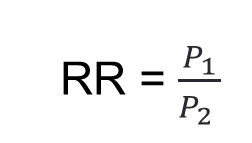 RR = P₁/P₂